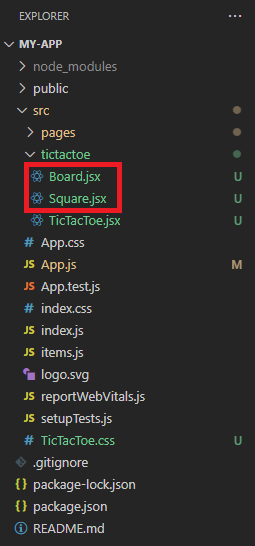 EXPLORER
MY-APP
node_modules
public
src
pages
tictactoe
Board.jsx U
Square.jsx U
TicTacToe.jsx U
# App.css
JS App.js M
JS App.test.js
# index.css
JS index.js
JS items.js
logo.svg
JS reportWebVitals.js
JS setupTests.js
# TicTacToe.css U
.gitignore
{} package-lock.json
{} package.json
README.md